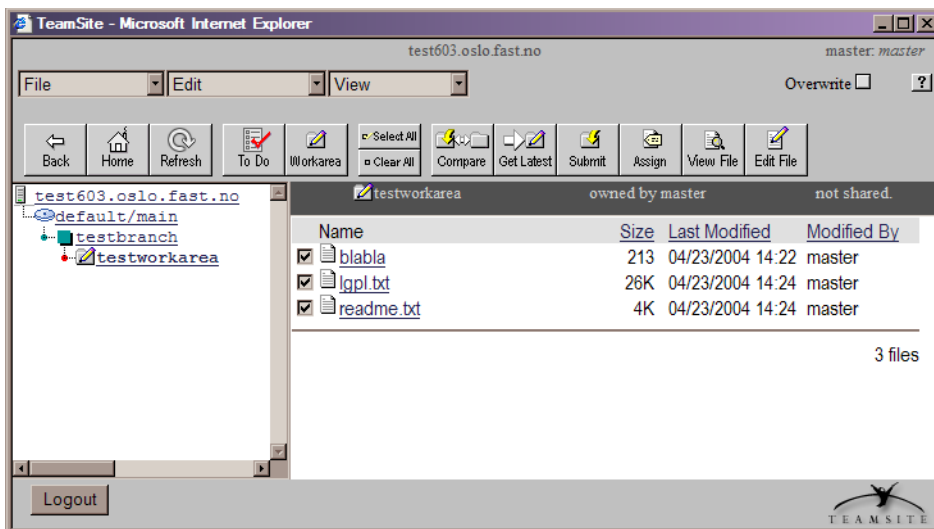 TeamSite - Microsoft Internet Explorer
test603.oslo.fast.no master: master
File Edit View Overwrite ?
Back Home Refresh To Do Workarea Select All Clear All Compare Get Latest Submit Assign View File Edit File
test603.oslo.fast.no
default/main
testbranch
testworkarea
testworkarea owned by master not shared.
Name Size Last Modified Modified By
blabla 213 04/23/2004 14:22 master
lgpl.txt 26K 04/23/2004 14:24 master
readme.txt 4K 04/23/2004 14:24 master
3 files
Logout
TEAMSITE